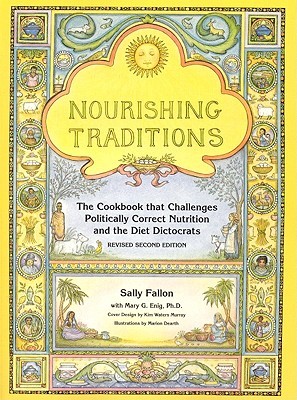 NOURISHING
TRADITIONS
The Cookbook that Challenges
Politically Correct Nutrition
and the Diet Dictocrats
REVISED SECOND EDITION
Sally Fallon
with Mary G. Enig, Ph.D.
Cover Design by Kim Waters Murray
Illustrations by Marion Dearth